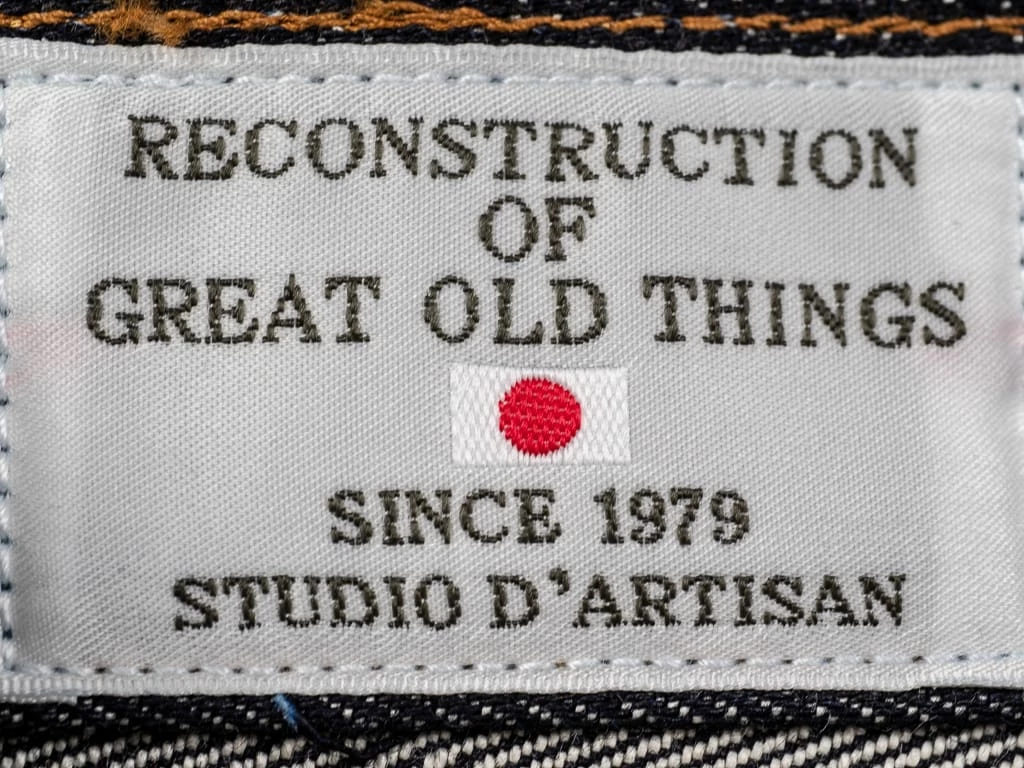 RECONSTRUCTION
OF
GREAT OLD THINGS
SINCE 1979
STUDIO D'ARTISAN